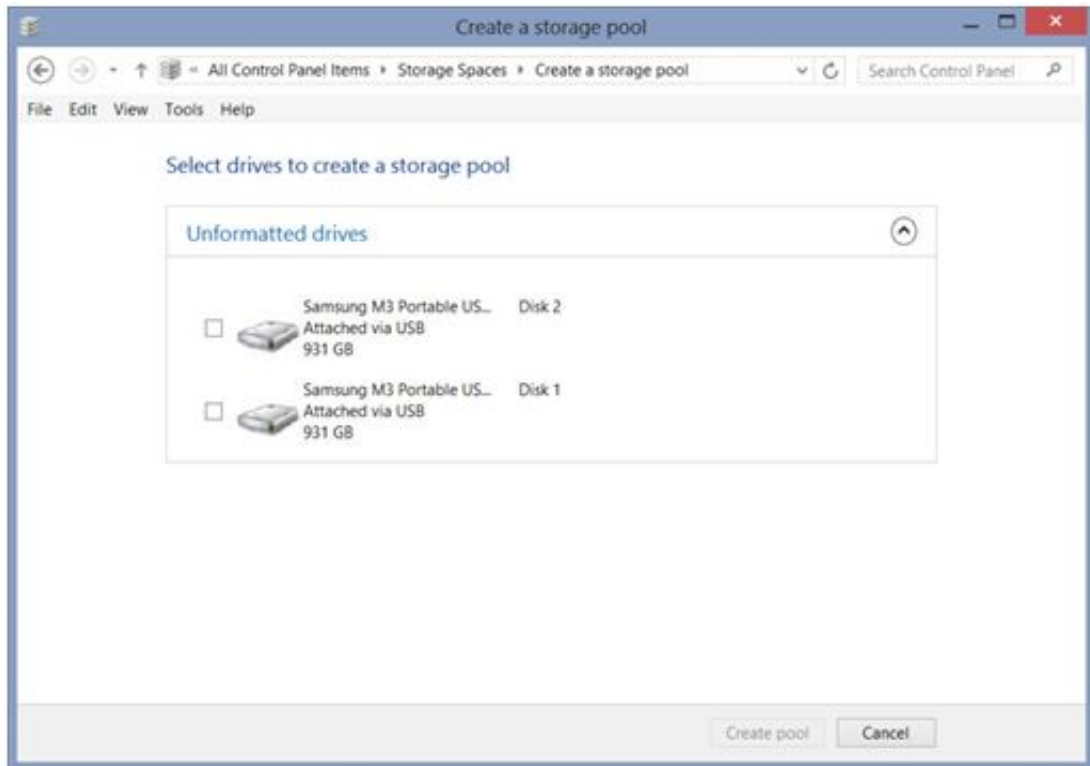 Create a storage pool
« All Control Panel Items ▸ Storage Spaces ▸ Create a storage pool
Search Control Panel
File Edit View Tools Help
Select drives to create a storage pool
Unformatted drives
Samsung M3 Portable US... Disk 2
Attached via USB
931 GB
Samsung M3 Portable US... Disk 1
Attached via USB
931 GB
Create pool Cancel